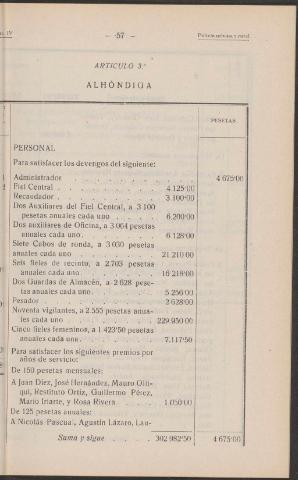 ap. IV
— 57 —
Policía urbana y rural
ARTICULO 3.º
ALHÓNDIGA
PESETAS
PERSONAL
Para satisfacer los devengos del siguiente:
Administrador . . . . . . . 4 675'00
Fiel Central . . . . . . . 4.125'00
Recaudador . . . . . . . 3.100'00
Dos Auxiliares del Fiel Central, a 3 100
pesetas anuales cada uno . . . . 6.200'00
Dos auxiliares de Oficina, a 3 064 pesetas
anuales cada uno . . . . . 6.128'00
Siete Cabos de ronda, a 3 030 pesetas
anuales cada uno . . . . . 21 210 00
Seis fieles de recinto, a 2.703 pesetas
anuales cada uno . . . . . 16 218'00
Dos Guardas de Almacén, a 2 628 pese-
tas anuales cada uno . . . . 5 256'00
Pesador . . . . . . . 2 628'00
Noventa vigilantes, a 2.555 pesetas anua-
les cada uno . . . . . 229 950'00
Cinco fieles femeninos, a 1 423'50 pesetas
anuales cada uno . . . . . 7.117'50
Para satisfacer los siguientes premios por
años de servicio:
De 150 pesetas mensuales:
A Juan Díez, José Hernández, Mauro
Restituto Ortiz, Guillermo Pérez,
Mario Iriarte, y Rosa Rivera . . 1.050'00
De 125 pesetas anuales:
A Nicolás Pascual, Agustín Lázaro, Lau-
Suma y sigue . . . . 302 982'50 4 675'00